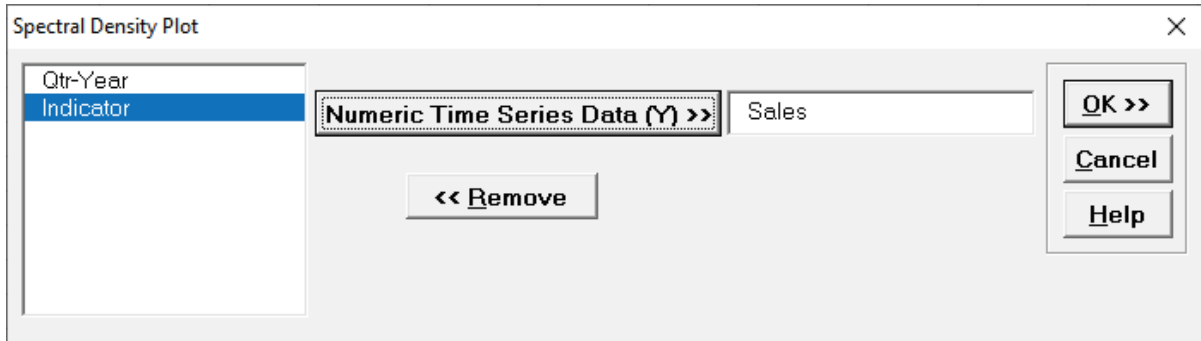 Spectral Density Plot
Qtr-Year
Indicator
Numeric Time Series Data (Y) >>
Sales
<< Remove
OK >>
Cancel
Help